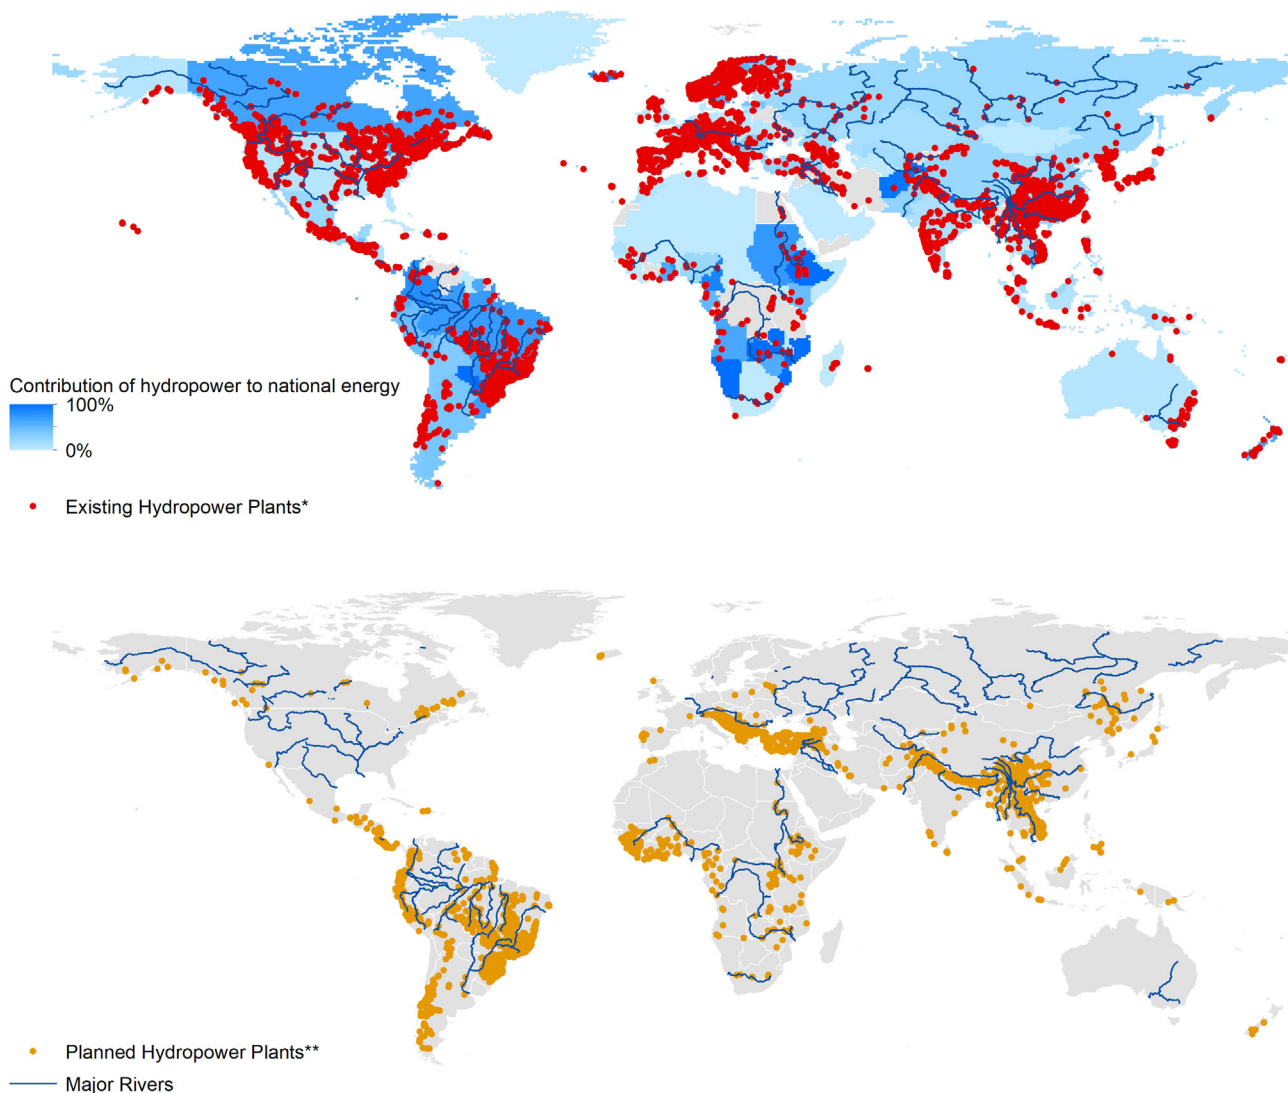 Contribution of hydropower to national energy
100%
0%
Existing Hydropower Plants*
Planned Hydropower Plants**
Major Rivers